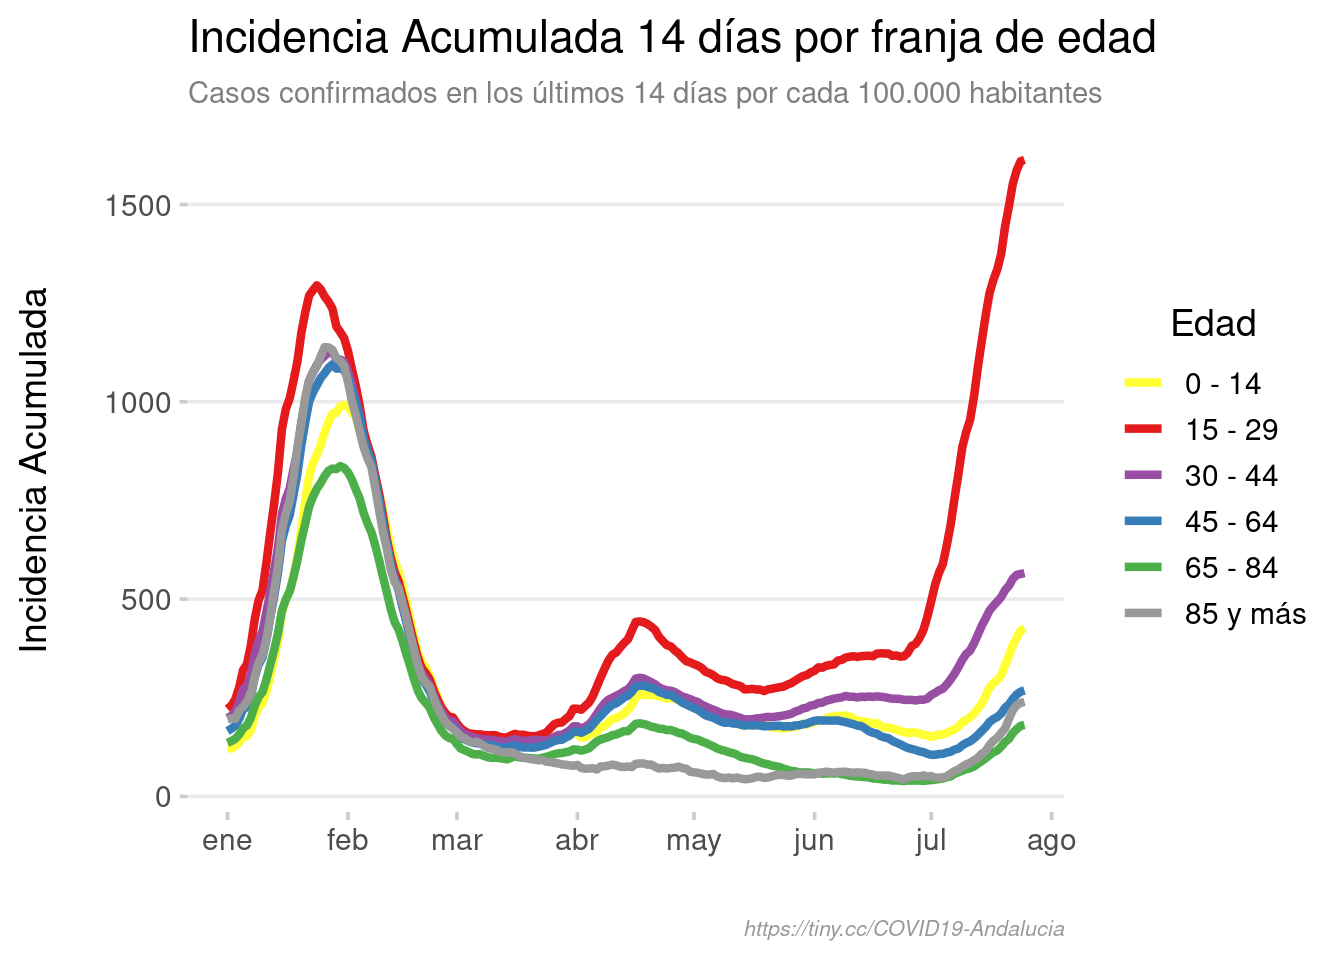 Incidencia Acumulada 14 días por franja de edad
Casos confirmados en los últimos 14 días por cada 100.000 habitantes
Incidencia Acumulada
1500
1000
500
0
ene feb mar abr may jun jul ago
Edad
0 - 14
15 - 29
30 - 44
45 - 64
65 - 84
85 y más
https://tiny.cc/COVID19-Andalucia